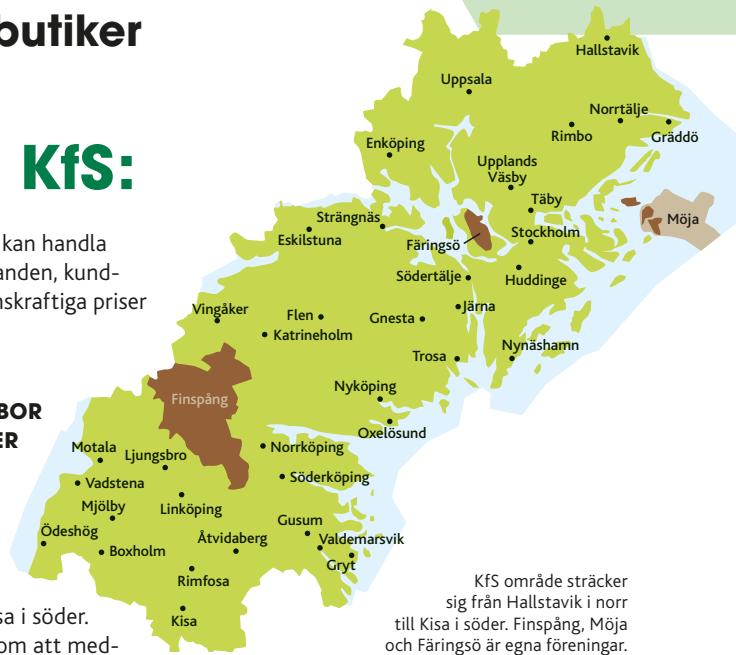 butiker
KfS:
kan handla
anden, kund-
nskraftiga priser
BOR
ER
sa i söder.
om att med-
Hallstavik
Uppsala
Norrtälje
Rimbo
Gräddö
Enköping
Upplands
Väsby
Täby
Möja
Strängnäs
Eskilstuna
Färingsö
Stockholm
Södertälje
Huddinge
Vingåker
Flen
Gnesta
Järna
Katrineholm
Trosa
Nynäshamn
Nyköping
Finspång
Oxelösund
Motala
Ljungsbro
Norrköping
Vadstena
Söderköping
Mjölby
Linköping
Gusum
Ödeshög
Åtvidaberg
Valdemarsvik
Boxholm
Gryt
Rimfosa
Kisa
KfS område sträcker
sig från Hallstavik i norr
till Kisa i söder. Finspång, Möja
och Färingsö är egna föreningar.